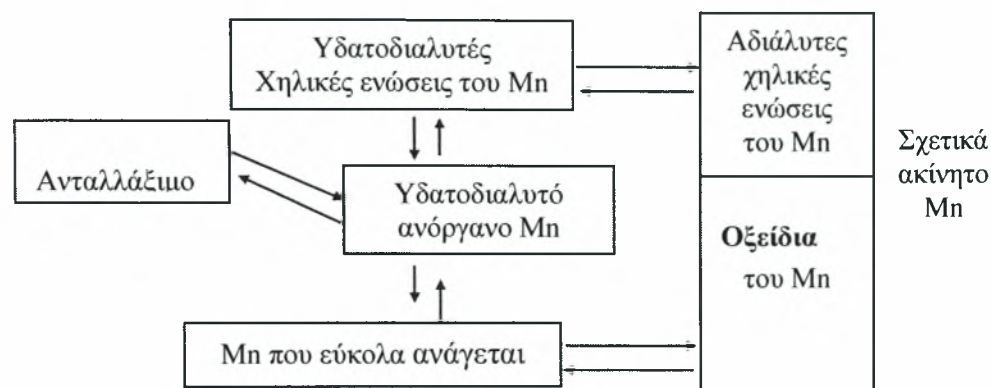 Υδατοδιαλυτές
Χηλικές ενώσεις του Mn
Αδιάλυτες
χηλικές
ενώσεις
του Mn
Σχετικά
ακίνητο
Mn
Ανταλλάξιμο
Υδατοδιαλυτό
ανόργανο Mn
Οξείδια
του Mn
Mn που εύκολα ανάγεται